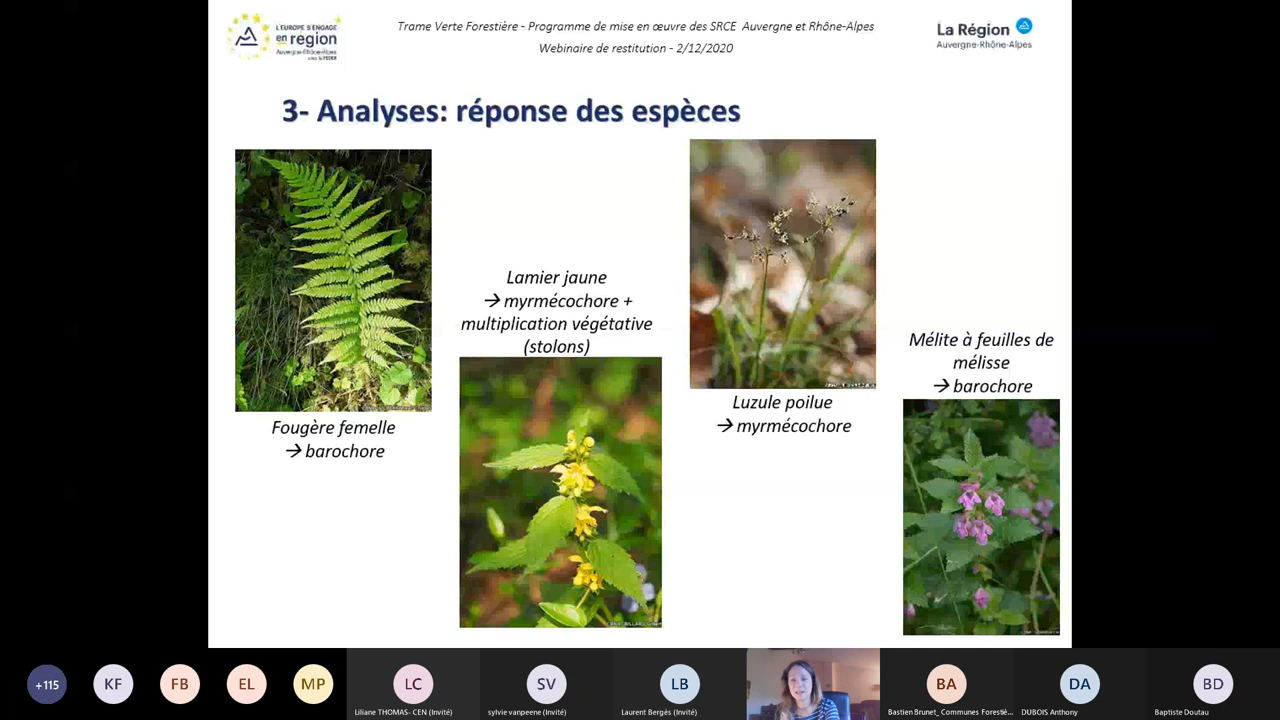 L'EUROPE S'ENGAGE
en region
Auvergne-Rhône-Alpes
Trame Verte Forestière - Programme de mise en œuvre des SRCE Auvergne et Rhône-Alpes
Webinaire de restitution - 2/12/2020
La Région
Auvergne-Rhône-Alpes
3- Analyses: réponse des espèces
Fougère femelle
→ barochore
Lamier jaune
→ myrmécochore +
multiplication végétative
(stolons)
Luzule poilue
→ myrmécochore
Mélite à feuilles de
mélisse
→ barochore
+115
KF
FB
EL
MP
LC
Liliane THOMAS- CEN (Invité)
SV
sylvie vanpeene (Invité)
LB
Laurent Bergès (Invité)
BA
Bastien Brunet_ Communes Forestiè...
DA
DUBOIS Anthony
BD
Baptiste Doutau